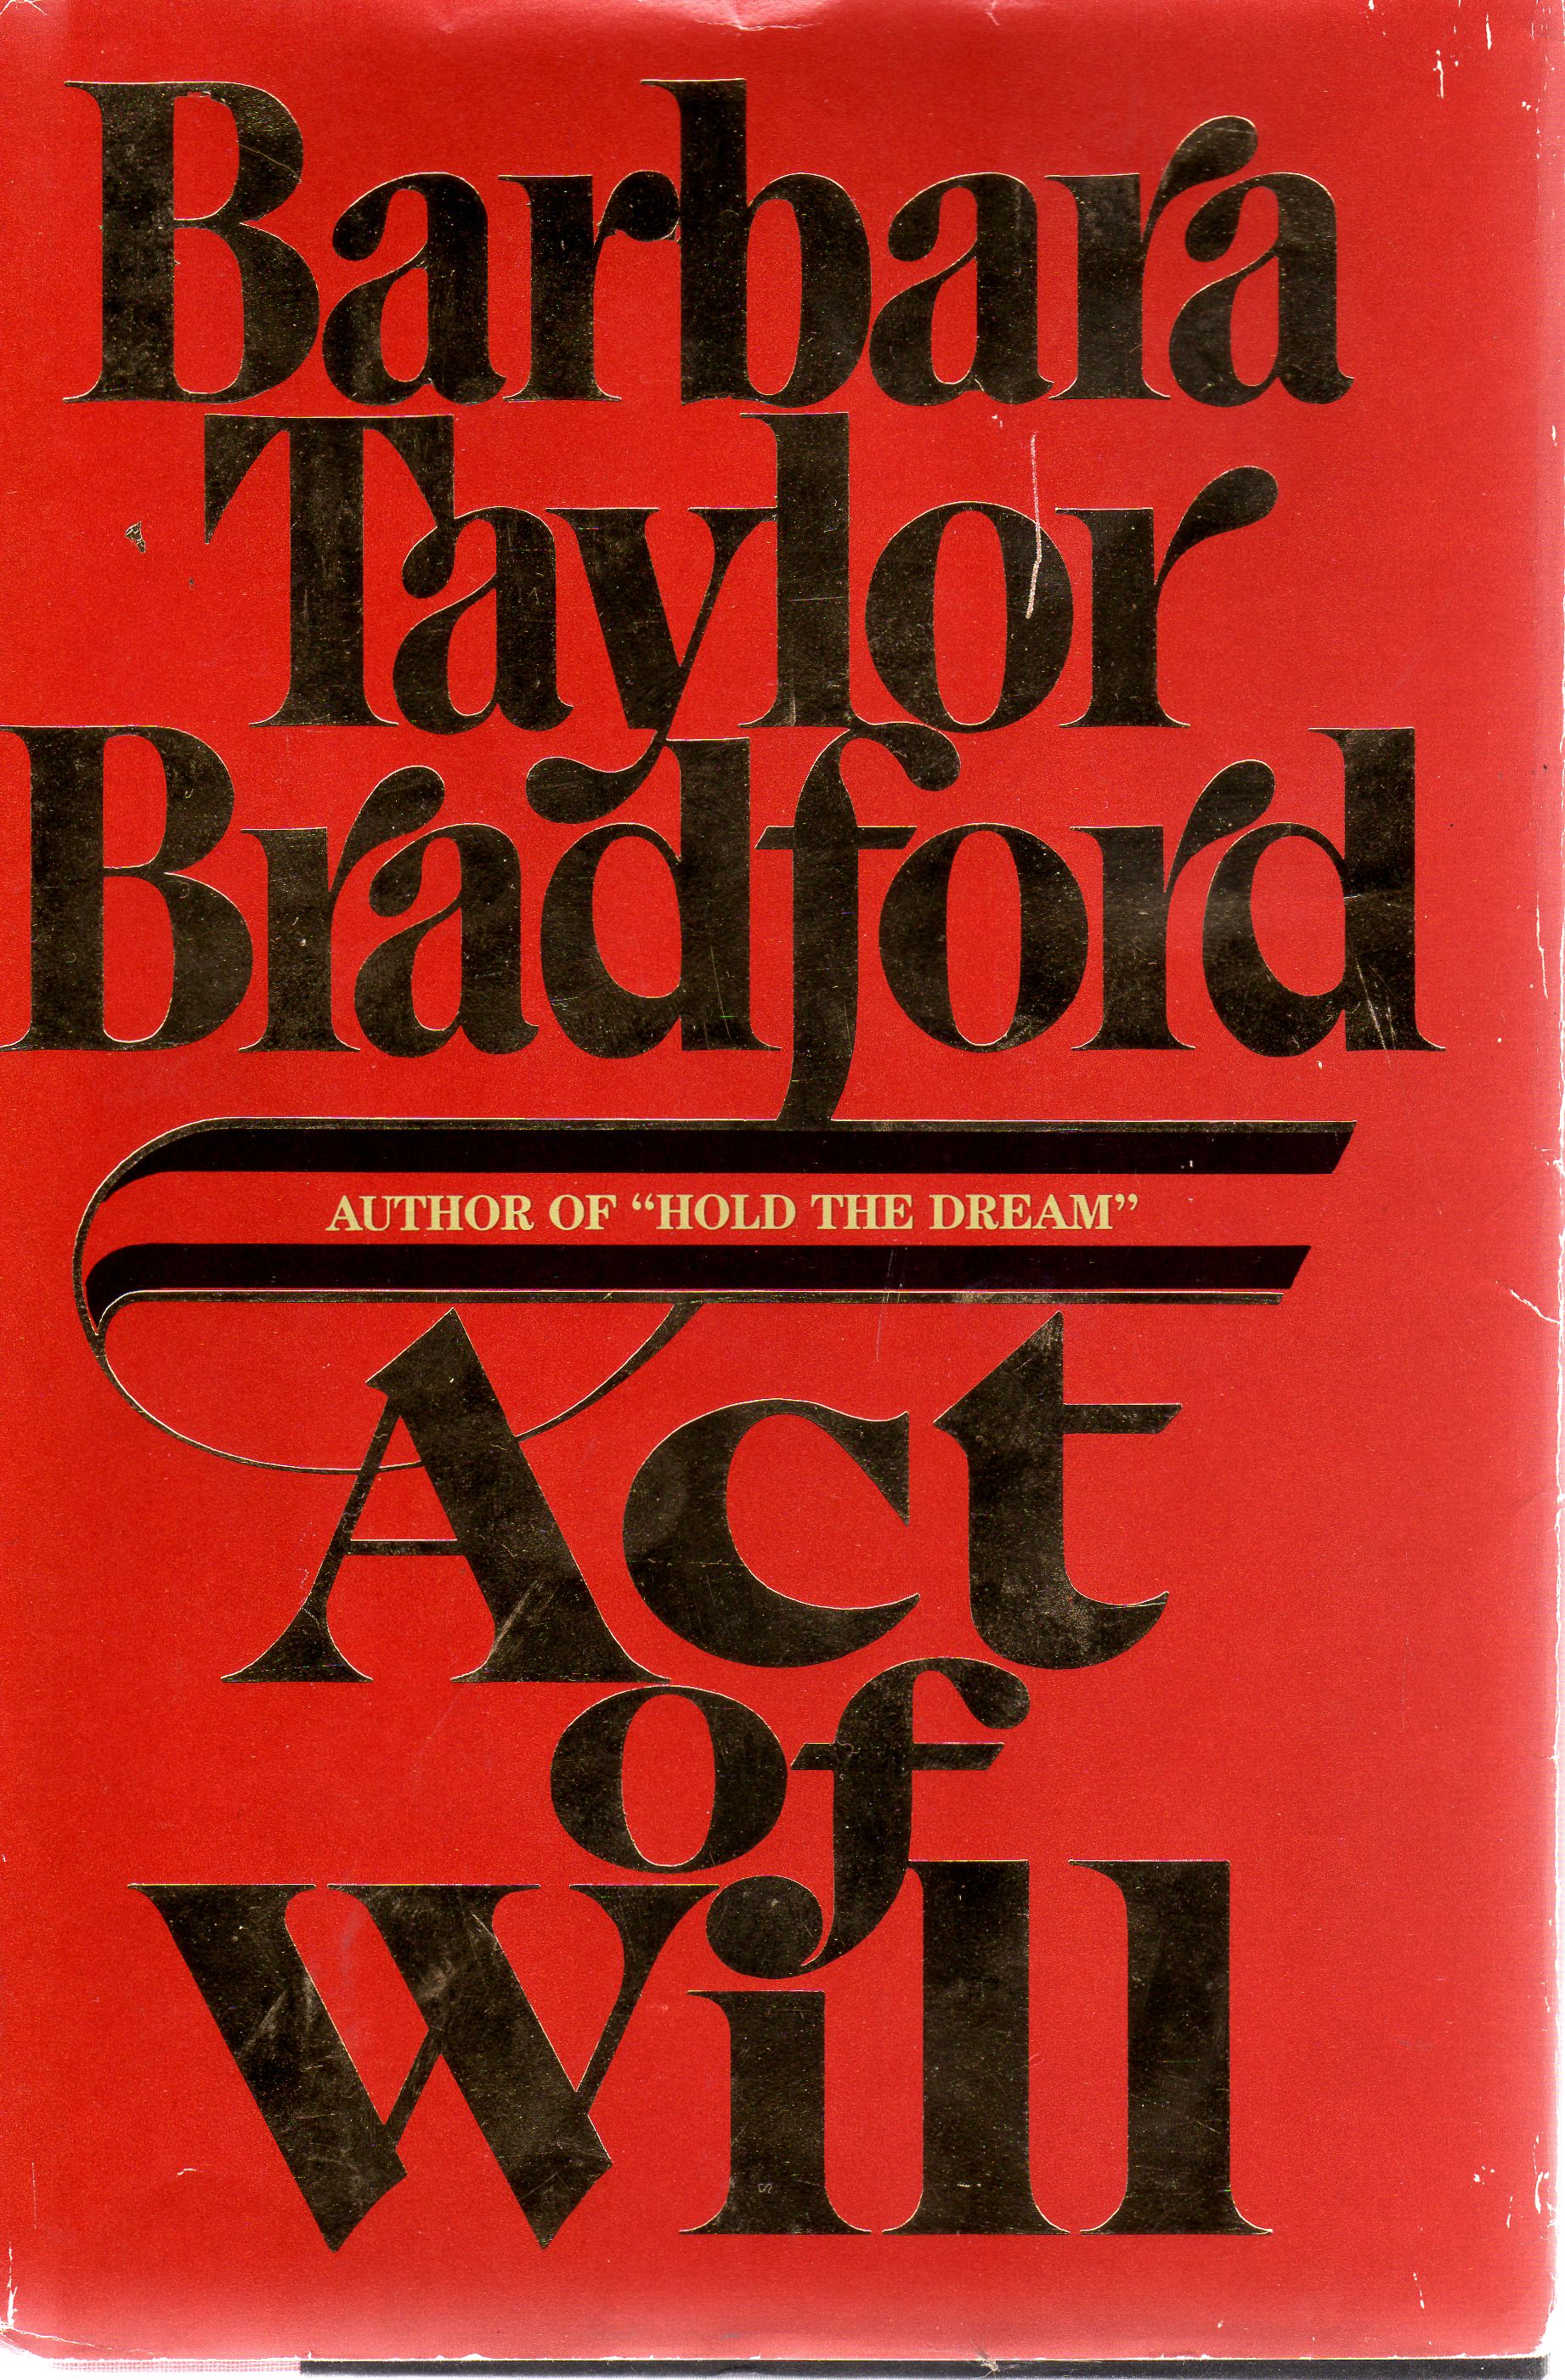 Barbara
Taylor
Bradford
AUTHOR OF “HOLD THE DREAM”
Act
of
Will